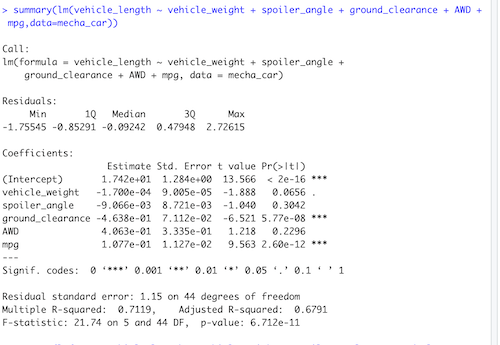 > summary(lm(vehicle_length ~ vehicle_weight + spoiler_angle + ground_clearance + AWD +
mpg,data=mecha_car))
Call:
lm(formula = vehicle_length ~ vehicle_weight + spoiler_angle +
ground_clearance + AWD + mpg, data = mecha_car)
Residuals:
Min 1Q Median 3Q Max
-1.75545 -0.85291 -0.09242 0.47948 2.72615
Coefficients:
Estimate Std. Error t value Pr(>|t|)
(Intercept) 1.742e+01 1.284e+00 13.566 < 2e-16 ***
vehicle_weight -1.700e-04 9.005e-05 -1.888 0.0656 .
spoiler_angle -9.066e-03 8.721e-03 -1.040 0.3042
ground_clearance -4.638e-01 7.112e-02 -6.521 5.77e-08 ***
AWD 4.063e-01 3.335e-01 1.218 0.2296
mpg 1.077e-01 1.127e-02 9.563 2.60e-12 ***
---
Signif. codes: 0 ‘***’ 0.001 ‘**’ 0.01 ‘*’ 0.05 ‘.’ 0.1 ‘ ’ 1
Residual standard error: 1.15 on 44 degrees of freedom
Multiple R-squared: 0.7119, Adjusted R-squared: 0.6791
F-statistic: 21.74 on 5 and 44 DF, p-value: 6.712e-11